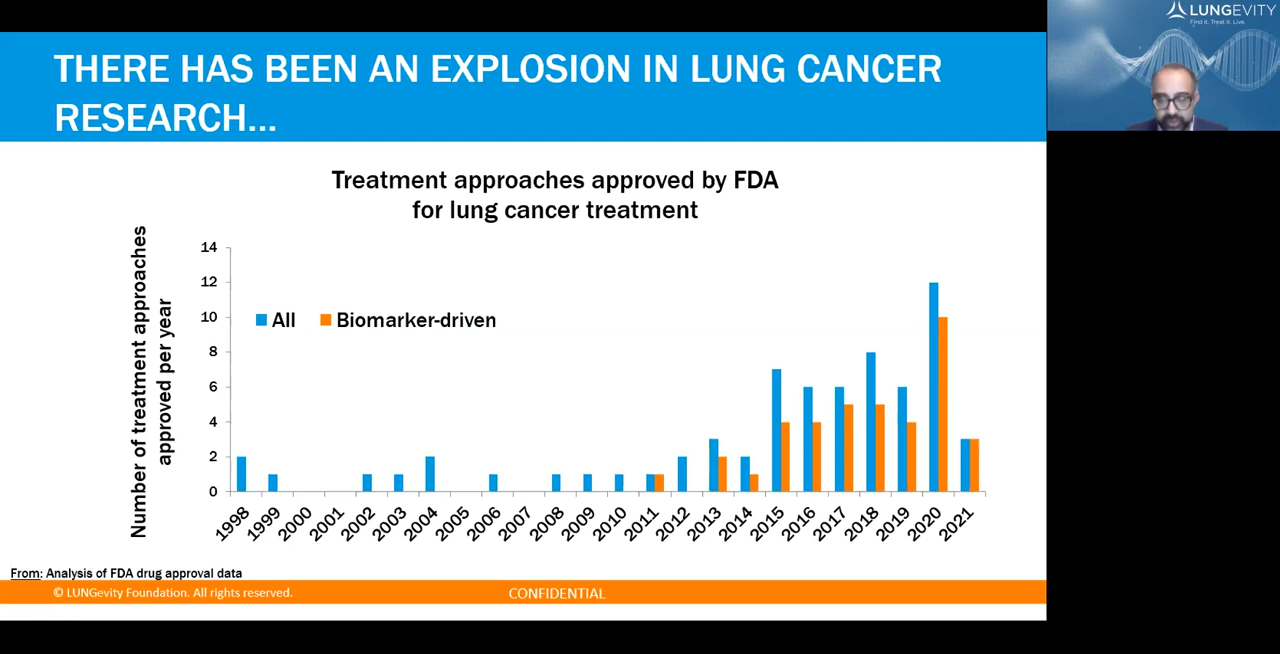 THERE HAS BEEN AN EXPLOSION IN LUNG CANCER
RESEARCH...
Treatment approaches approved by FDA
for lung cancer treatment
Number of treatment approaches
approved per year
14
12
10
8
6
4
2
0
All
Biomarker-driven
1998
1999
2000
2001
2002
2003
2004
2005
2006
2007
2008
2009
2010
2011
2012
2013
2014
2015
2016
2017
2018
2019
2020
2021
From: Analysis of FDA drug approval data
© LUNGevity Foundation. All rights reserved.
CONFIDENTIAL
LUNGEVITY
Find it. Treat it. Live.